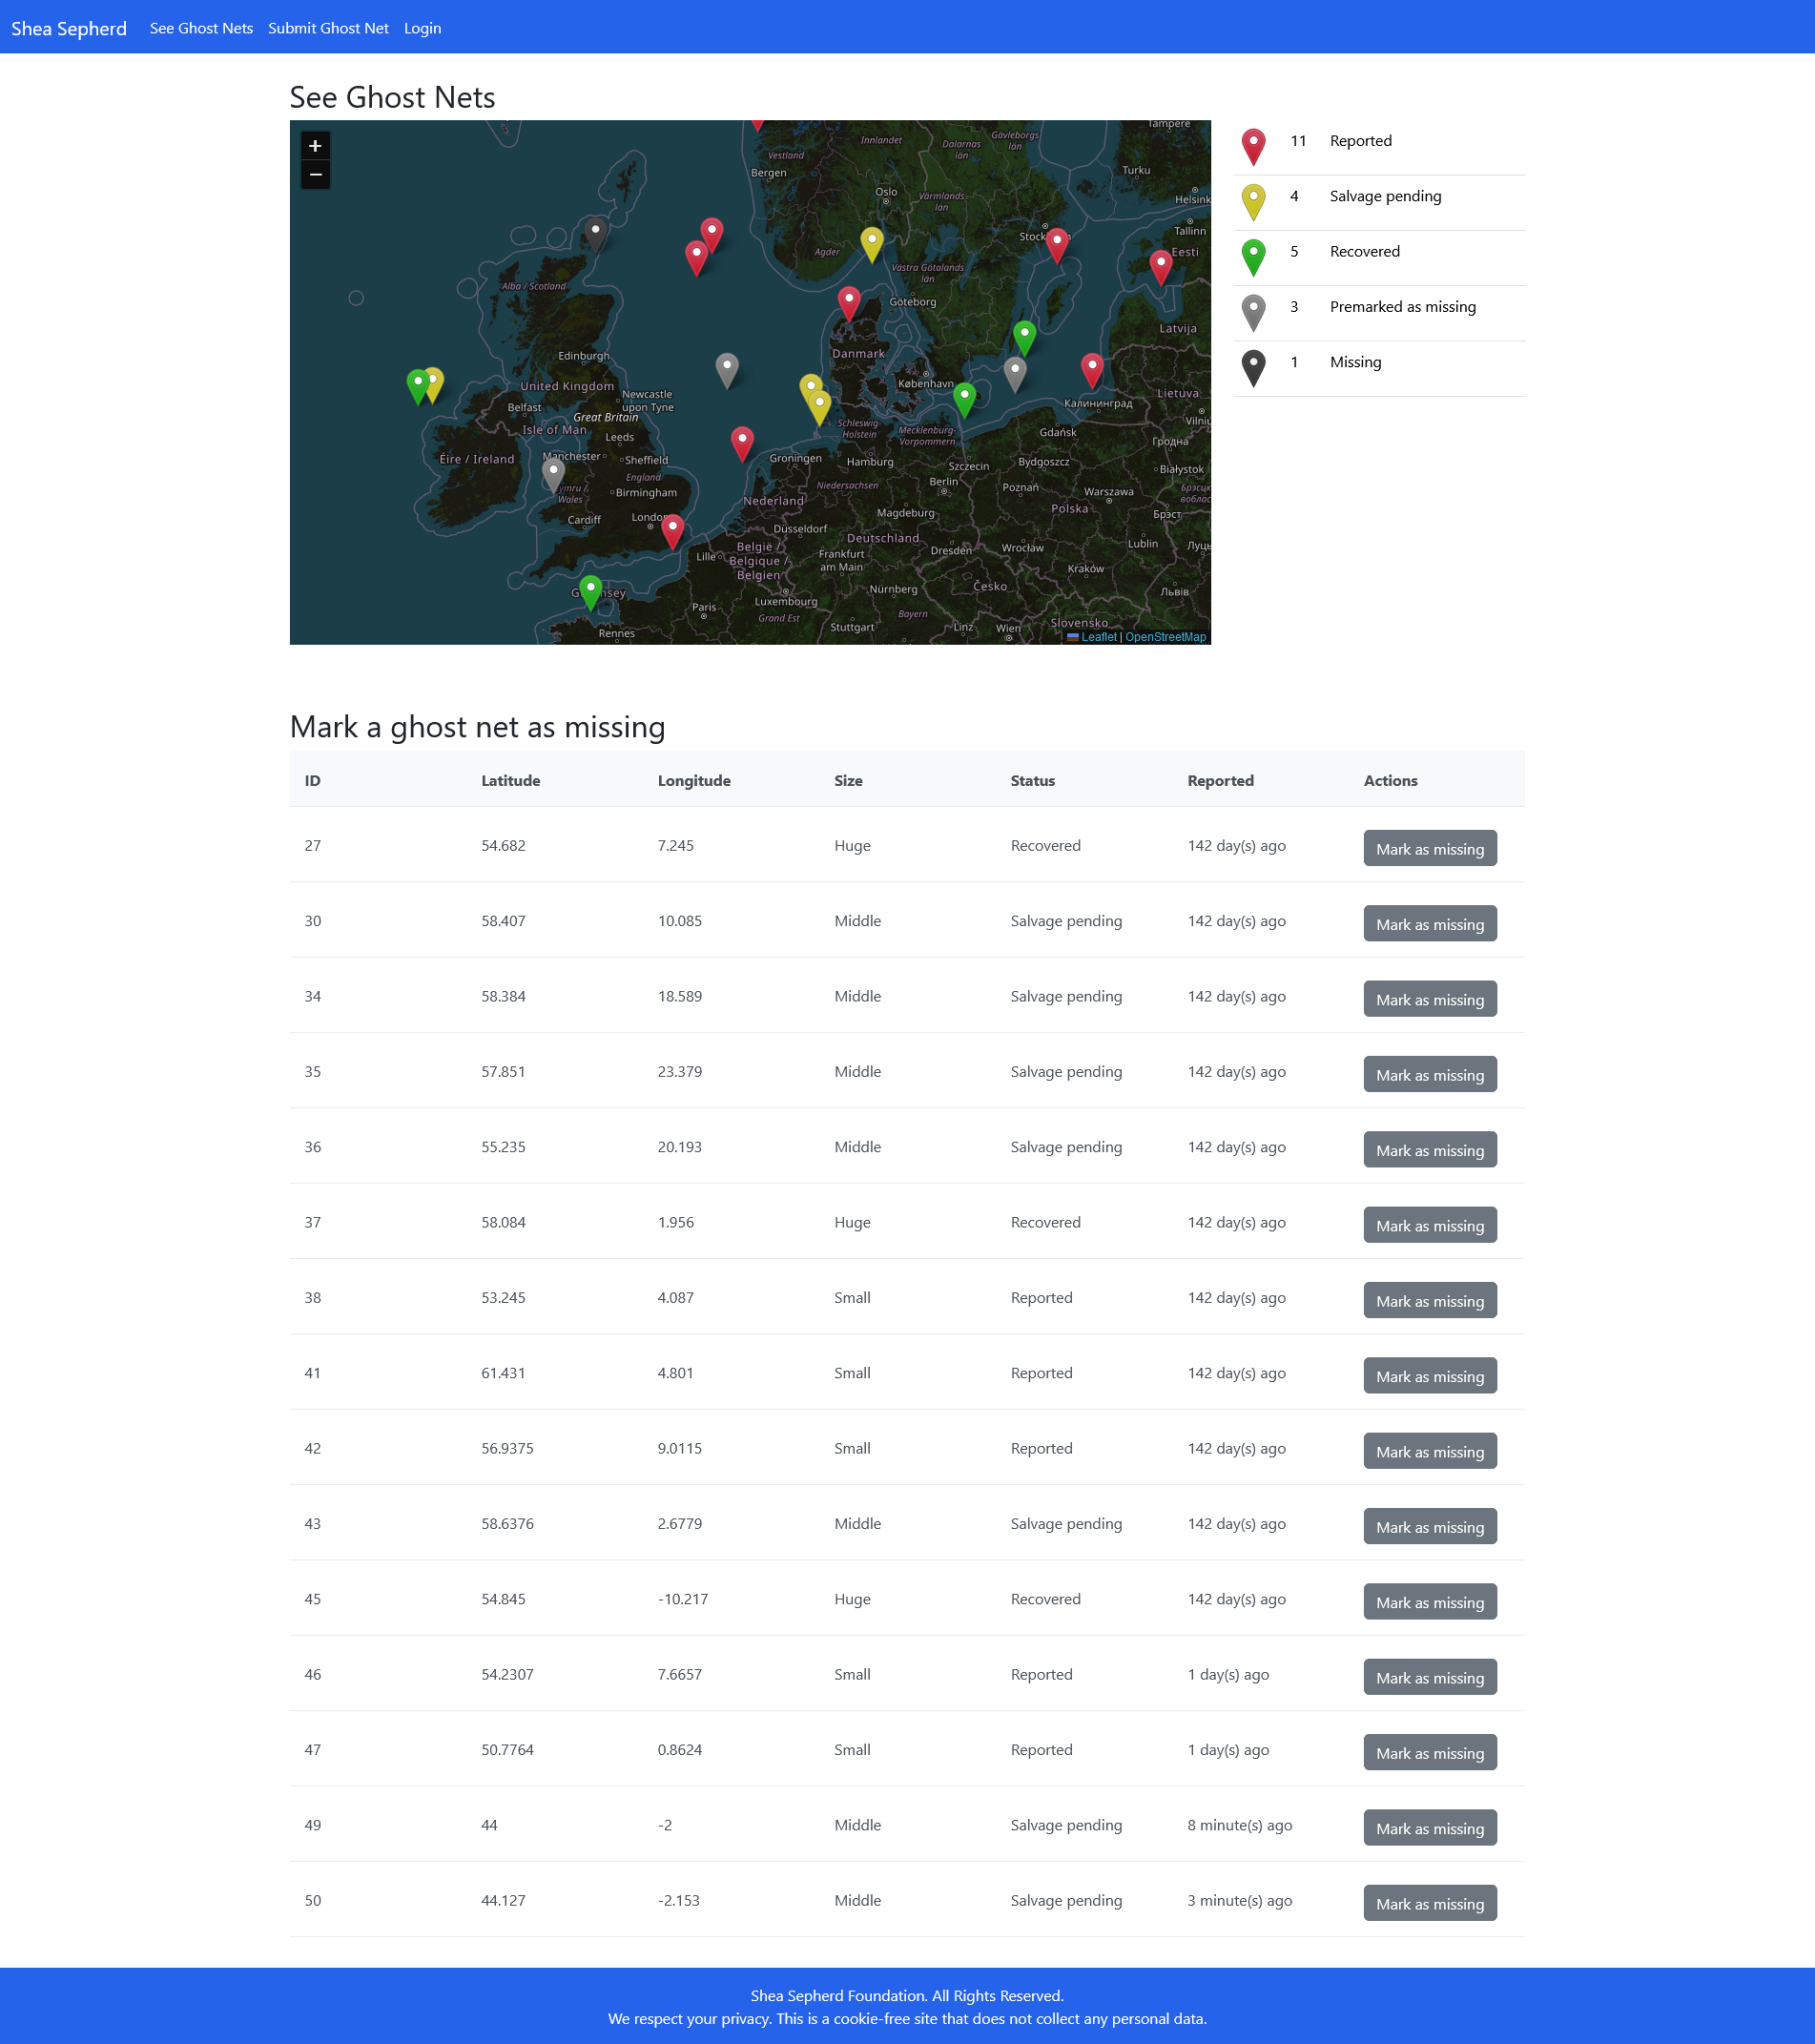 Shea Sepherd See Ghost Nets Submit Ghost Net Login
See Ghost Nets
+
−
Tampere
Innlandet
Dalarnas län
Gävleborgs län
Vestland
Bergen
Turku
Oslo
Värmlands län
Helsink
Tallinn
Stockholm
Eesti
Agder
Västra Götalands län
Alba / Scotland
Göteborg
Latvija
Edinburgh
Danmark
United Kingdom
København
Newcastle upon Tyne
Lietuva
Belfast
Great Britain
Калининград
Isle of Man
Schleswig-Holstein
Mecklenburg-Vorpommern
Gdańsk
Leeds
Гродна
Éire / Ireland
Manchester
Sheffield
Groningen
Hamburg
Szczecin
Bydgoszcz
Białystok
England
Wales
Birmingham
Niedersachsen
Berlin
Poznań
Warszawa
Nederland
Брэст
Cardiff
London
Magdeburg
Polska
Düsseldorf
Deutschland
Lille
België / Belgique / Belgien
Frankfurt am Main
Dresden
Wrocław
Lublin
Kraków
Nürnberg
Česko
Львів
Paris
Luxembourg
Grand Est
Bayern
Rennes
Stuttgart
Linz
Wien
Slovensko
Leaflet | OpenStreetMap
11 Reported
4 Salvage pending
5 Recovered
3 Premarked as missing
1 Missing
Mark a ghost net as missing
ID Latitude Longitude Size Status Reported Actions
27 54.682 7.245 Huge Recovered 142 day(s) ago Mark as missing
30 58.407 10.085 Middle Salvage pending 142 day(s) ago Mark as missing
34 58.384 18.589 Middle Salvage pending 142 day(s) ago Mark as missing
35 57.851 23.379 Middle Salvage pending 142 day(s) ago Mark as missing
36 55.235 20.193 Middle Salvage pending 142 day(s) ago Mark as missing
37 58.084 1.956 Huge Recovered 142 day(s) ago Mark as missing
38 53.245 4.087 Small Reported 142 day(s) ago Mark as missing
41 61.431 4.801 Small Reported 142 day(s) ago Mark as missing
42 56.9375 9.0115 Small Reported 142 day(s) ago Mark as missing
43 58.6376 2.6779 Middle Salvage pending 142 day(s) ago Mark as missing
45 54.845 -10.217 Huge Recovered 142 day(s) ago Mark as missing
46 54.2307 7.6657 Small Reported 1 day(s) ago Mark as missing
47 50.7764 0.8624 Small Reported 1 day(s) ago Mark as missing
49 44 -2 Middle Salvage pending 8 minute(s) ago Mark as missing
50 44.127 -2.153 Middle Salvage pending 3 minute(s) ago Mark as missing
Shea Sepherd Foundation. All Rights Reserved.
We respect your privacy. This is a cookie-free site that does not collect any personal data.